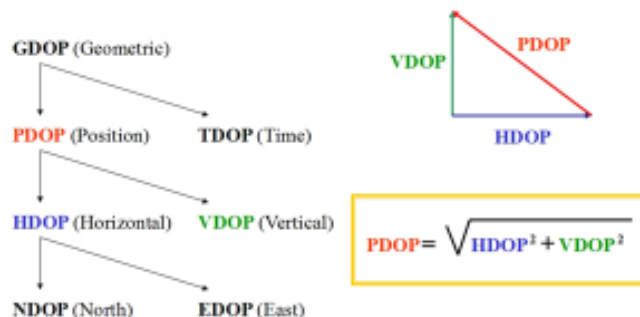 GDOP (Geometric)
PDOP (Position) TDOP (Time)
HDOP (Horizontal) VDOP (Vertical)
NDOP (North) EDOP (East)
VDOP
PDOP
HDOP
PDOP = √HDOP² + VDOP²